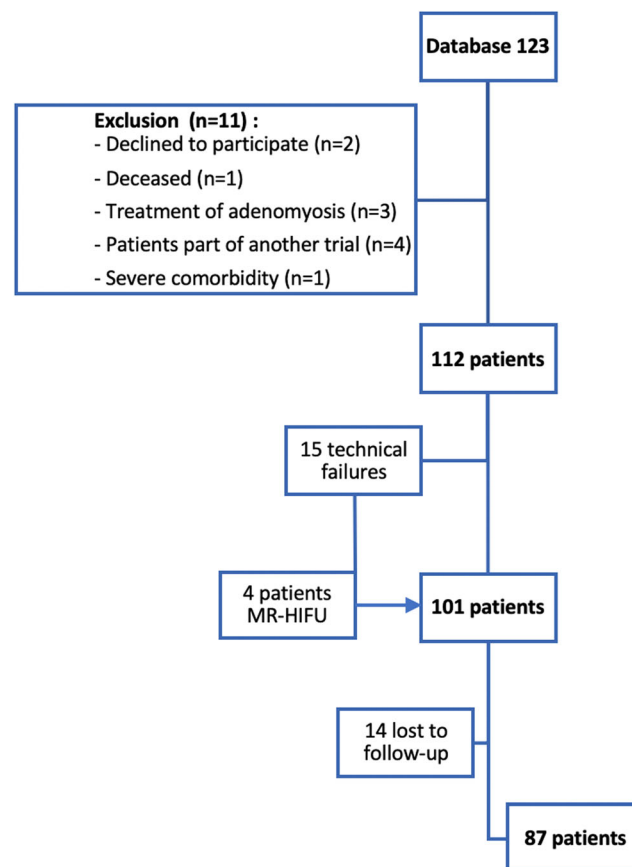 Database 123
Exclusion (n=11) :
- Declined to participate (n=2)
- Deceased (n=1)
- Treatment of adenomyosis (n=3)
- Patients part of another trial (n=4)
- Severe comorbidity (n=1)
112 patients
15 technical
failures
4 patients
MR-HIFU
101 patients
14 lost to
follow-up
87 patients